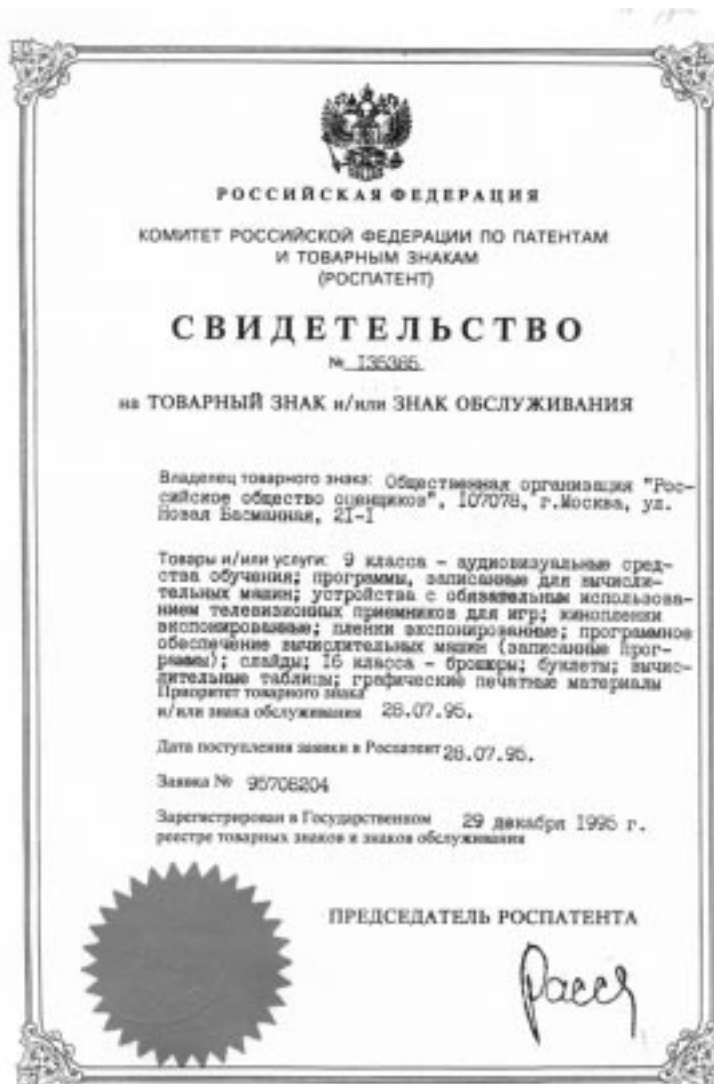 РОССИЙСКАЯ ФЕДЕРАЦИЯ
КОМИТЕТ РОССИЙСКОЙ ФЕДЕРАЦИИ ПО ПАТЕНТАМ
И ТОВАРНЫМ ЗНАКАМ
(РОСПАТЕНТ)
СВИДЕТЕЛЬСТВО
№ I35365
на ТОВАРНЫЙ ЗНАК и/или ЗНАК ОБСЛУЖИВАНИЯ
Владелец товарного знака: Общественная организация "Рос-
сийское общество оценщиков", I07078, г.Москва, ул.
Новая Басманная, 2I-I
Товары и/или услуги: 9 класса – аудиовизуальные сред-
ства обучения; программы, записанные для вычисли-
тельных машин; устройства с обязательным использова-
нием телевизионных приемников для игр; кинопленки
экспонированные; пленки экспонированные; программное
обеспечение вычислительных машин (записанные прог-
раммы); слайды; I6 класса – брошюры; буклеты; вычис-
лительные таблицы; графические печатные материалы
Приоритет товарного знака
и/или знака обслуживания 28.07.95.
Дата поступления заявки в Роспатент 28.07.95.
Заявка № 95708204
Зарегистрирован в Государственном 29 декабря 1995 г.
реестре товарных знаков и знаков обслуживания
ПРЕДСЕДАТЕЛЬ РОСПАТЕНТА